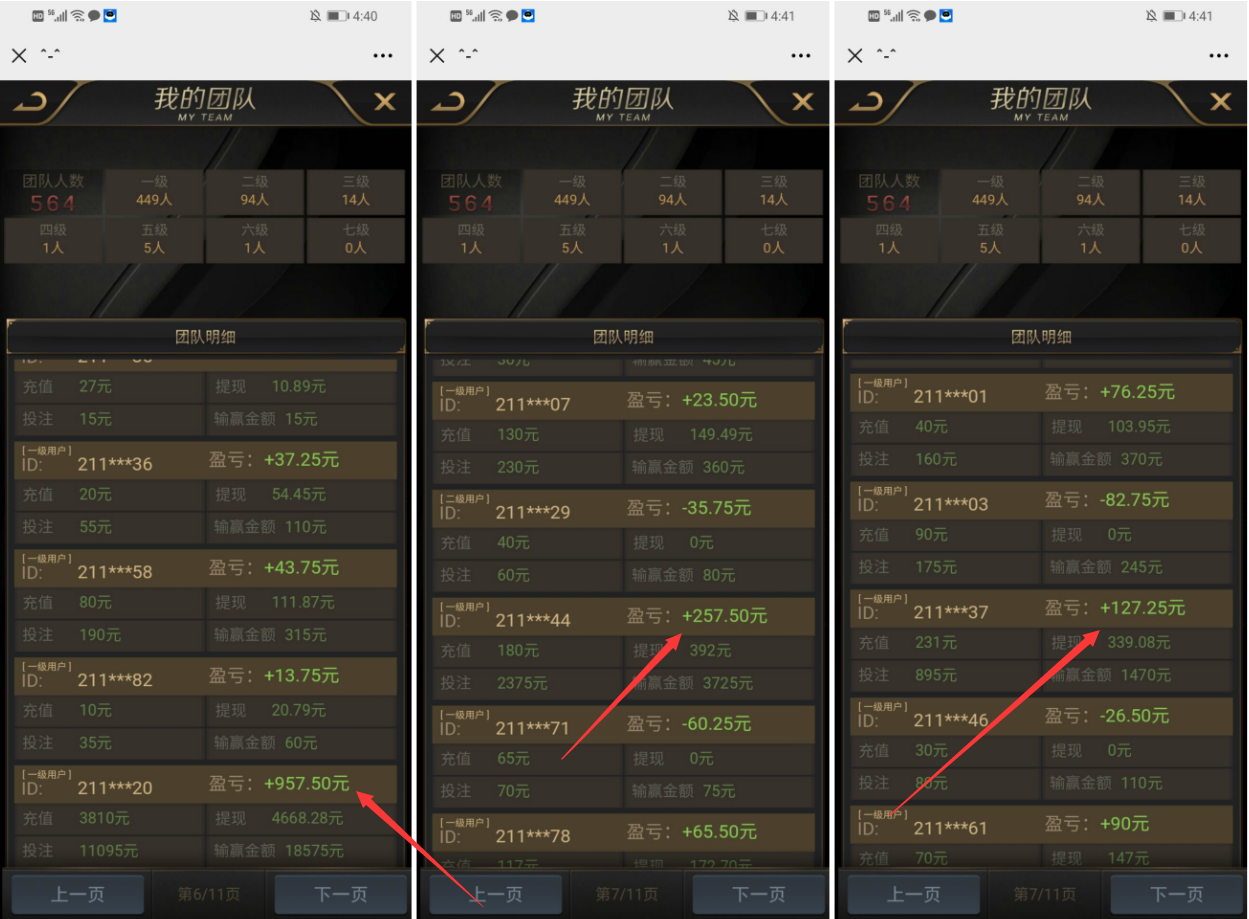 HD 5G 4:40
^-^
我的团队
MY TEAM
团队人数 一级 二级 三级
564 449人 94人 14人
四级 五级 六级 七级
1人 5人 1人 0人
团队明细
充值 27元 提现 10.89元
投注 15元 输赢金额 15元
[一级用户]
ID: 211***36 盈亏: +37.25元
充值 20元 提现 54.45元
投注 55元 输赢金额 110元
[一级用户]
ID: 211***58 盈亏: +43.75元
充值 80元 提现 111.87元
投注 190元 输赢金额 315元
[一级用户]
ID: 211***82 盈亏: +13.75元
充值 10元 提现 20.79元
投注 35元 输赢金额 60元
[一级用户]
ID: 211***20 盈亏: +957.50元
充值 3810元 提现 4668.28元
投注 11095元 输赢金额 18575元
上一页 第6/11页 下一页
HD 5G 4:41
^-^
我的团队
MY TEAM
团队人数 一级 二级 三级
564 449人 94人 14人
四级 五级 六级 七级
1人 5人 1人 0人
团队明细
[一级用户]
ID: 211***07 盈亏: +23.50元
充值 130元 提现 149.49元
投注 230元 输赢金额 360元
[二级用户]
ID: 211***29 盈亏: -35.75元
充值 40元 提现 0元
投注 60元 输赢金额 80元
[一级用户]
ID: 211***44 盈亏: +257.50元
充值 180元 提现 392元
投注 2375元 输赢金额 3725元
[一级用户]
ID: 211***71 盈亏: -60.25元
充值 65元 提现 0元
投注 70元 输赢金额 75元
[一级用户]
ID: 211***78 盈亏: +65.50元
充值 117元 提现 172.70元
上一页 第7/11页 下一页
HD 5G 4:41
^-^
我的团队
MY TEAM
团队人数 一级 二级 三级
564 449人 94人 14人
四级 五级 六级 七级
1人 5人 1人 0人
团队明细
[一级用户]
ID: 211***01 盈亏: +76.25元
充值 40元 提现 103.95元
投注 160元 输赢金额 370元
[一级用户]
ID: 211***03 盈亏: -82.75元
充值 90元 提现 0元
投注 175元 输赢金额 245元
[一级用户]
ID: 211***37 盈亏: +127.25元
充值 231元 提现 339.08元
投注 895元 输赢金额 1470元
[一级用户]
ID: 211***46 盈亏: -26.50元
充值 30元 提现 0元
投注 80元 输赢金额 110元
[一级用户]
ID: 211***61 盈亏: +90元
充值 70元 提现 147元
上一页 第7/11页 下一页